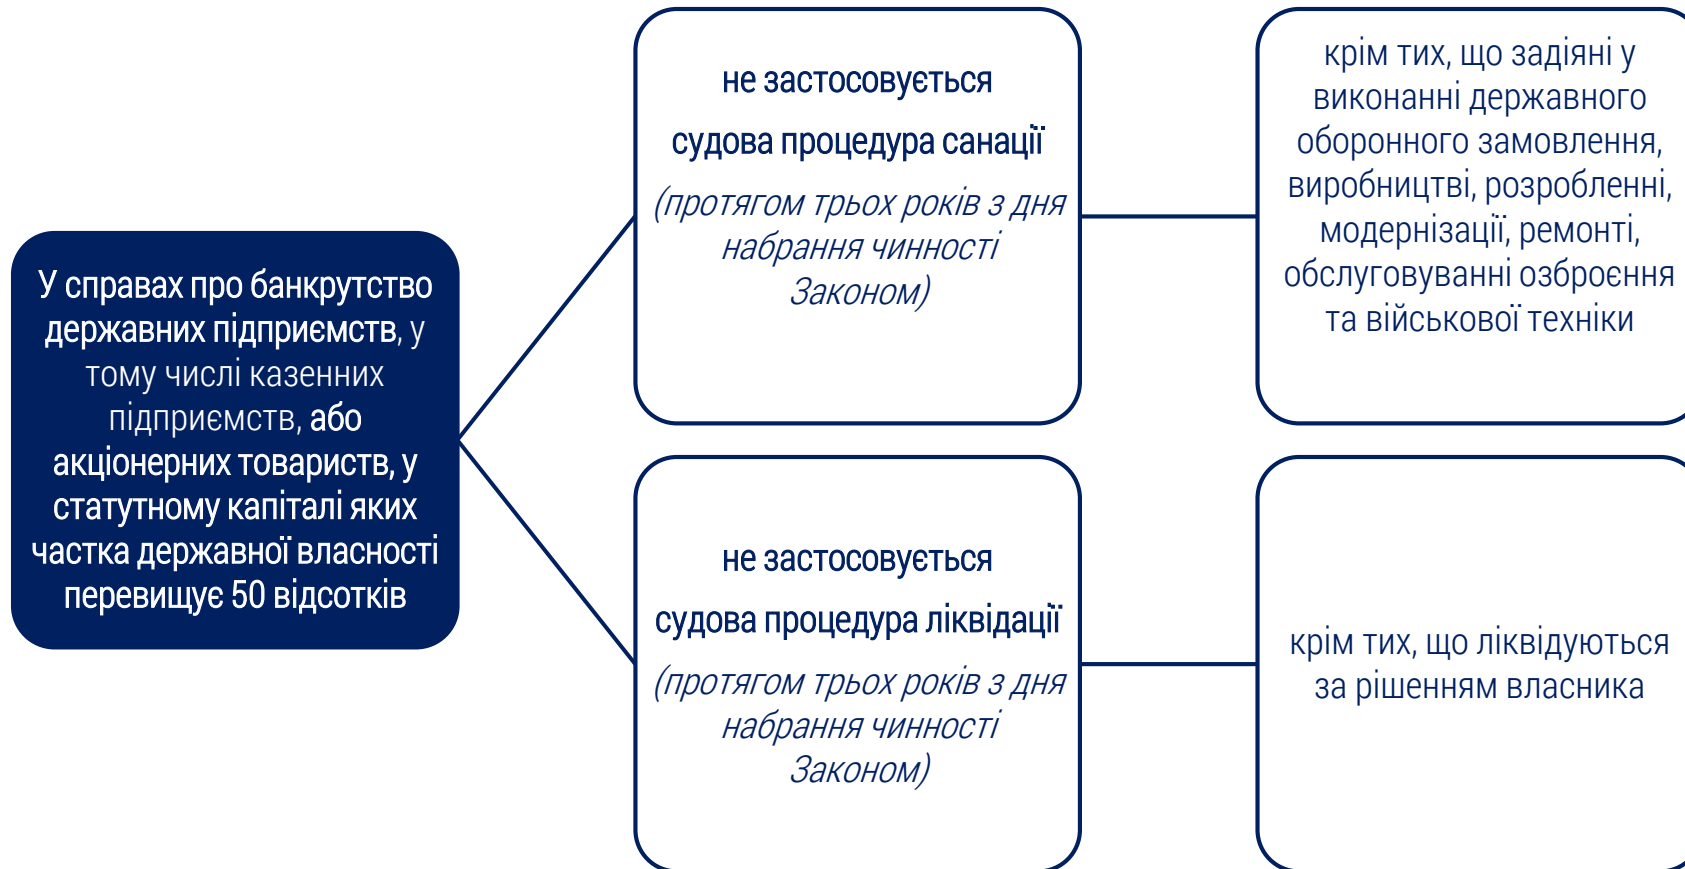 У справах про банкрутство
державних підприємств, у
тому числі казенних
підприємств, або
акціонерних товариств, у
статутному капіталі яких
частка державної власності
перевищує 50 відсотків
не застосовується
судова процедура санації
(протягом трьох років з дня
набрання чинності
Законом)
крім тих, що задіяні у
виконанні державного
оборонного замовлення,
виробництві, розробленні,
модернізації, ремонті,
обслуговуванні озброєння
та військової техніки
не застосовується
судова процедура ліквідації
(протягом трьох років з дня
набрання чинності
Законом)
крім тих, що ліквідуються
за рішенням власника